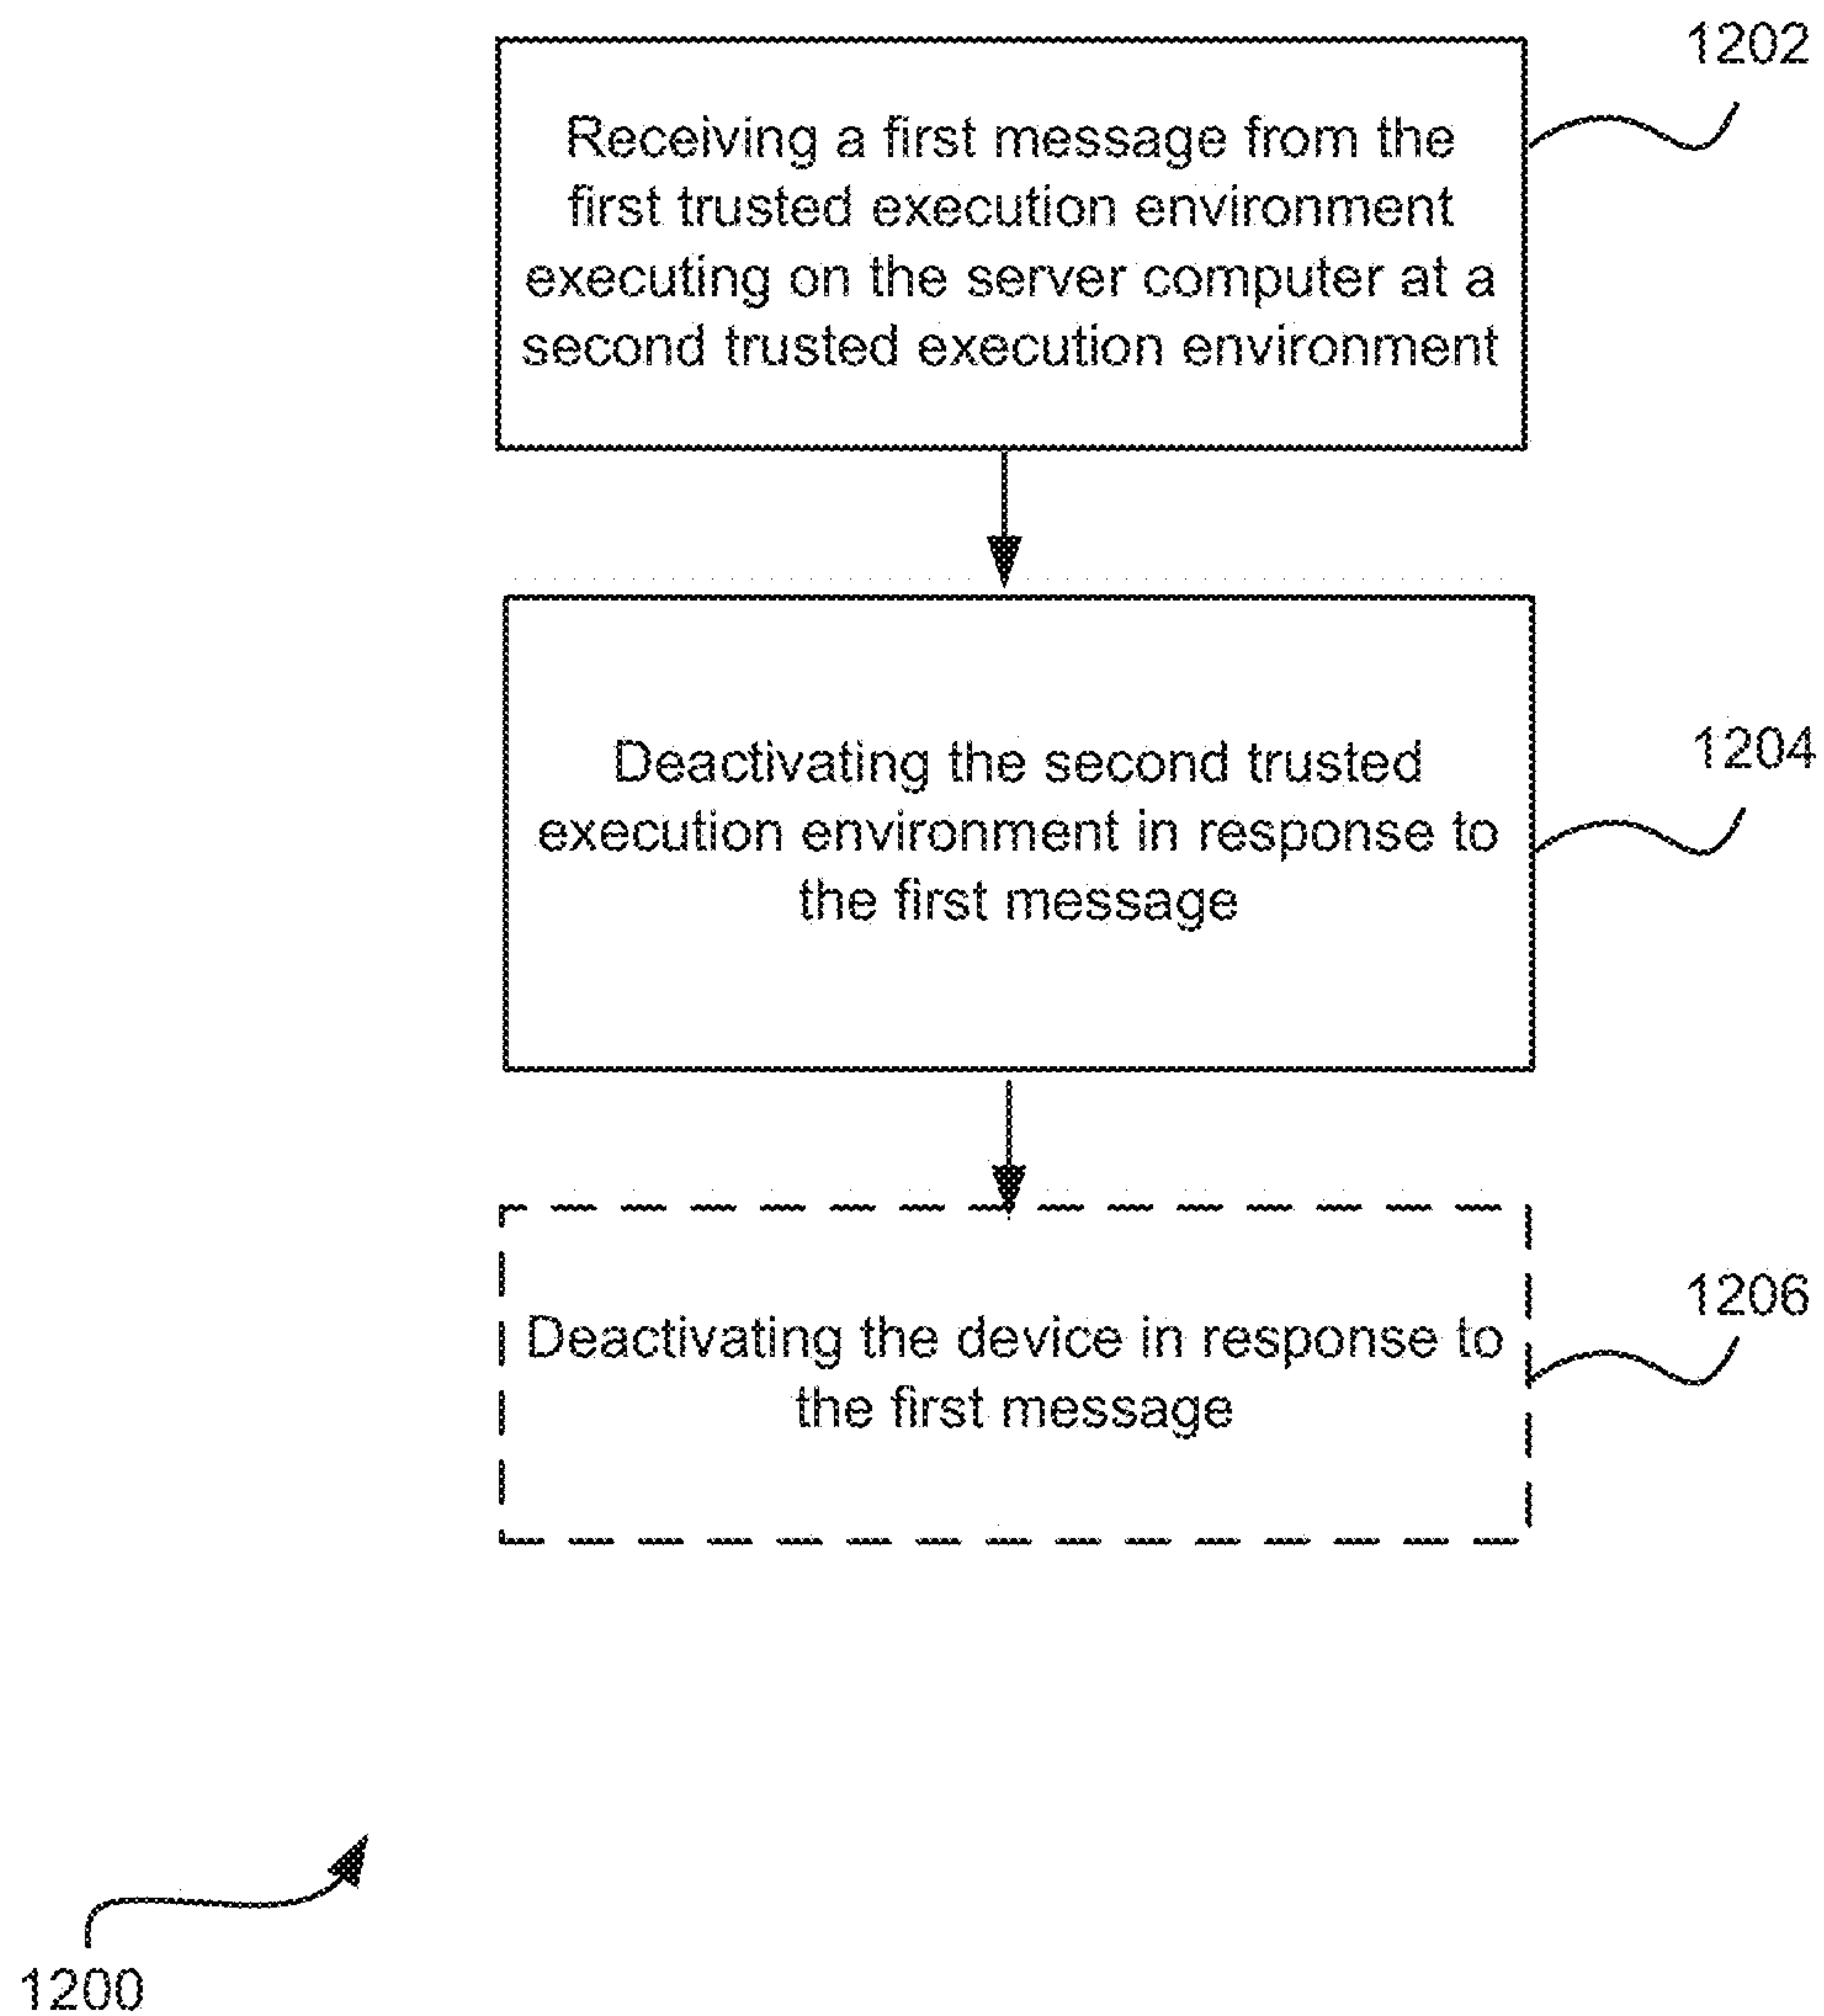 1202
Receiving a first message from the
first trusted execution environment
executing on the server computer at a
second trusted execution environment
1204
Deactivating the second trusted
execution environment in response to
the first message
1206
Deactivating the device in response to
the first message
1200